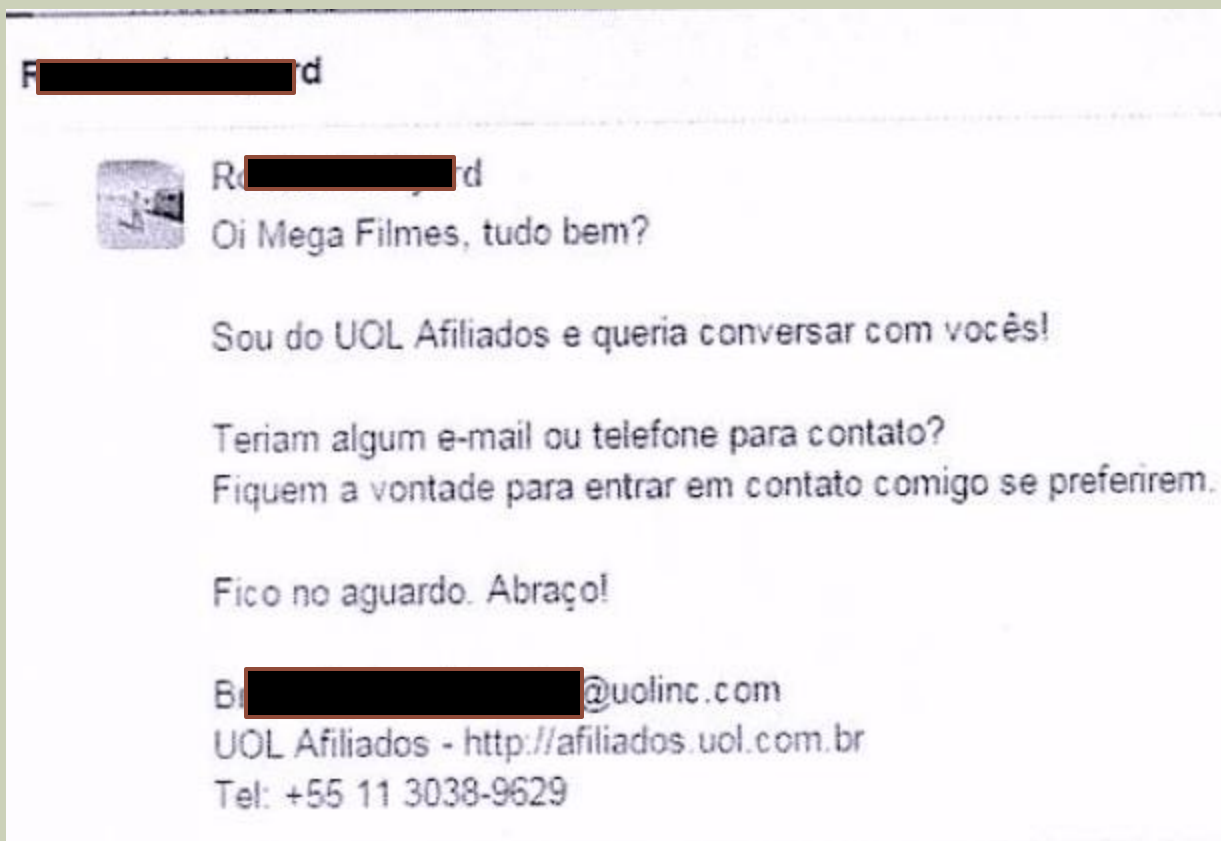 Oi Mega Filmes, tudo bem?
Sou do UOL Afiliados e queria conversar com vocês!
Teriam algum e-mail ou telefone para contato?
Fiquem a vontade para entrar em contato comigo se preferirem.
Fico no aguardo. Abraço!
@uolinc.com
UOL Afiliados - http://afiliados.uol.com.br
Tel: +55 11 3038-9629